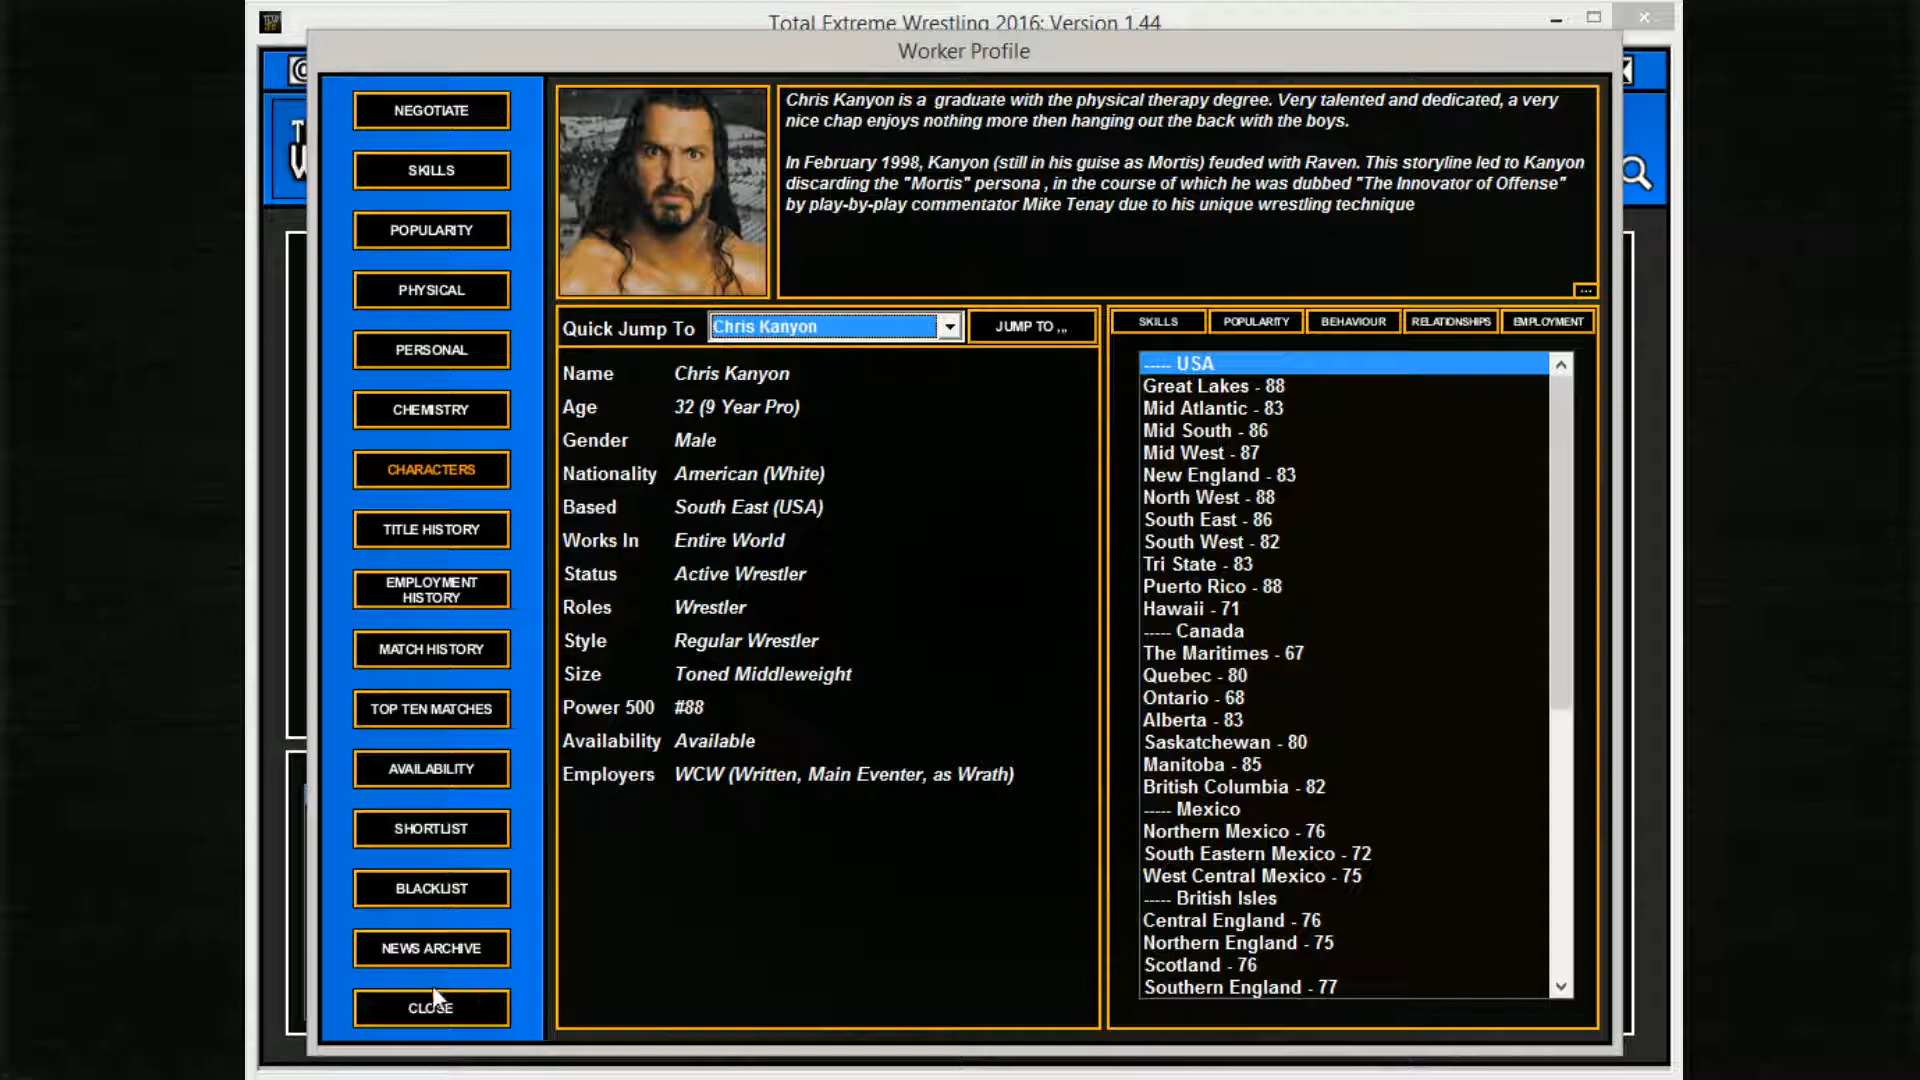 Total Extreme Wrestling 2016: Version 1.44
Worker Profile
NEGOTIATE
SKILLS
POPULARITY
PHYSICAL
PERSONAL
CHEMISTRY
CHARACTERS
TITLE HISTORY
EMPLOYMENT
HISTORY
MATCH HISTORY
TOP TEN MATCHES
AVAILABILITY
SHORTLIST
BLACKLIST
NEWS ARCHIVE
CLOSE
Chris Kanyon is a graduate with the physical therapy degree. Very talented and dedicated, a very
nice chap enjoys nothing more then hanging out the back with the boys.
In February 1998, Kanyon (still in his guise as Mortis) feuded with Raven. This storyline led to Kanyon
discarding the "Mortis" persona , in the course of which he was dubbed "The Innovator of Offense"
by play-by-play commentator Mike Tenay due to his unique wrestling technique
...
Quick Jump To Chris Kanyon JUMP TO ...
Name Chris Kanyon
Age 32 (9 Year Pro)
Gender Male
Nationality American (White)
Based South East (USA)
Works In Entire World
Status Active Wrestler
Roles Wrestler
Style Regular Wrestler
Size Toned Middleweight
Power 500 #88
Availability Available
Employers WCW (Written, Main Eventer, as Wrath)
SKILLS POPULARITY BEHAVIOUR RELATIONSHIPS EMPLOYMENT
----- USA
Great Lakes - 88
Mid Atlantic - 83
Mid South - 86
Mid West - 87
New England - 83
North West - 88
South East - 86
South West - 82
Tri State - 83
Puerto Rico - 88
Hawaii - 71
----- Canada
The Maritimes - 67
Quebec - 80
Ontario - 68
Alberta - 83
Saskatchewan - 80
Manitoba - 85
British Columbia - 82
----- Mexico
Northern Mexico - 76
South Eastern Mexico - 72
West Central Mexico - 75
----- British Isles
Central England - 76
Northern England - 75
Scotland - 76
Southern England - 77